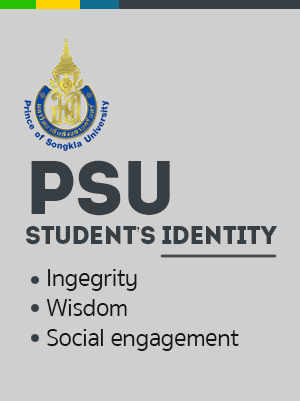 Prince of Songkla University
PSU
STUDENT'S IDENTITY
Ingegrity
Wisdom
Social engagement